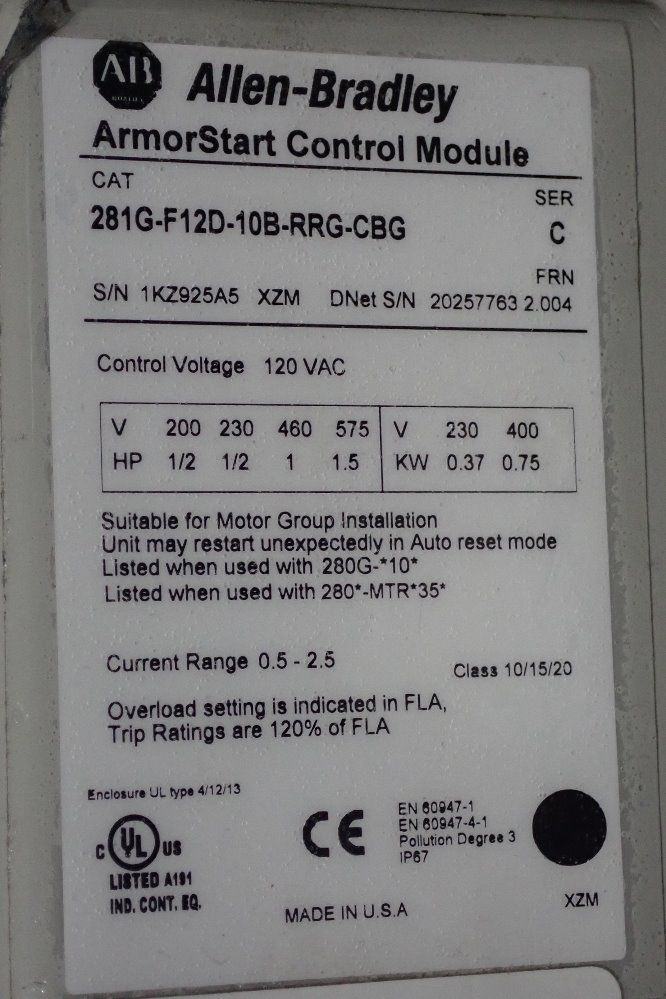 AB
Allen-Bradley
ArmorStart Control Module
CAT
SER
281G-F12D-10B-RRG-CBG
C
FRN
S/N 1KZ925A5 XZM DNet S/N 20257763 2.004
Control Voltage 120 VAC
V 200 230 460 575 V 230 400
HP 1/2 1/2 1 1.5 KW 0.37 0.75
Suitable for Motor Group Installation
Unit may restart unexpectedly in Auto reset mode
Listed when used with 280G-*10*
Listed when used with 280*-MTR*35*
Current Range 0.5 - 2.5 Class 10/15/20
Overload setting is indicated in FLA,
Trip Ratings are 120% of FLA
Enclosure UL type 4/12/13
C UL US
LISTED A191
IND. CONT. EQ.
CE
EN 60947-1
EN 60947-4-1
Pollution Degree 3
IP67
MADE IN U.S.A
XZM